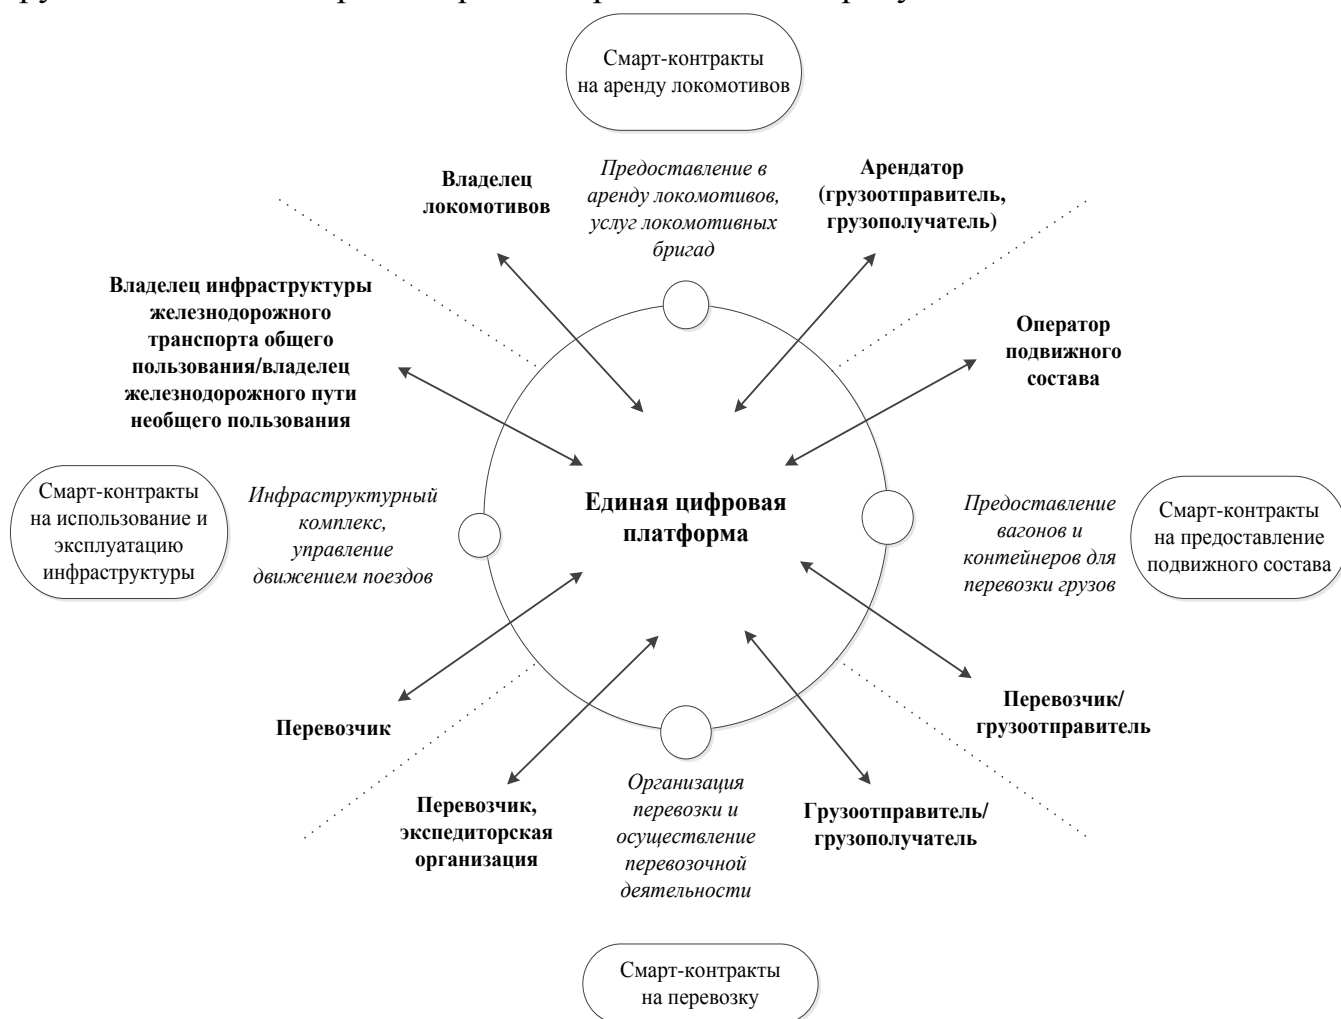 Смарт-контракты
на аренду локомотивов
Владелец
локомотивов
Предоставление в
аренду локомотивов,
услуг локомотивных
бригад
Арендатор
(грузоотправитель,
грузополучатель)
Владелец инфраструктуры
железнодорожного
транспорта общего
пользования/владелец
железнодорожного пути
необщего пользования
Оператор
подвижного
состава
Смарт-контракты
на использование и
эксплуатацию
инфраструктуры
Инфраструктурный
комплекс,
управление
движением поездов
Единая цифровая
платформа
Предоставление
вагонов и
контейнеров для
перевозки грузов
Смарт-контракты
на предоставление
подвижного состава
Перевозчик
Перевозчик/
грузоотправитель
Перевозчик,
экспедиторская
организация
Организация
перевозки и
осуществление
перевозочной
деятельности
Грузоотправитель/
грузополучатель
Смарт-контракты
на перевозку